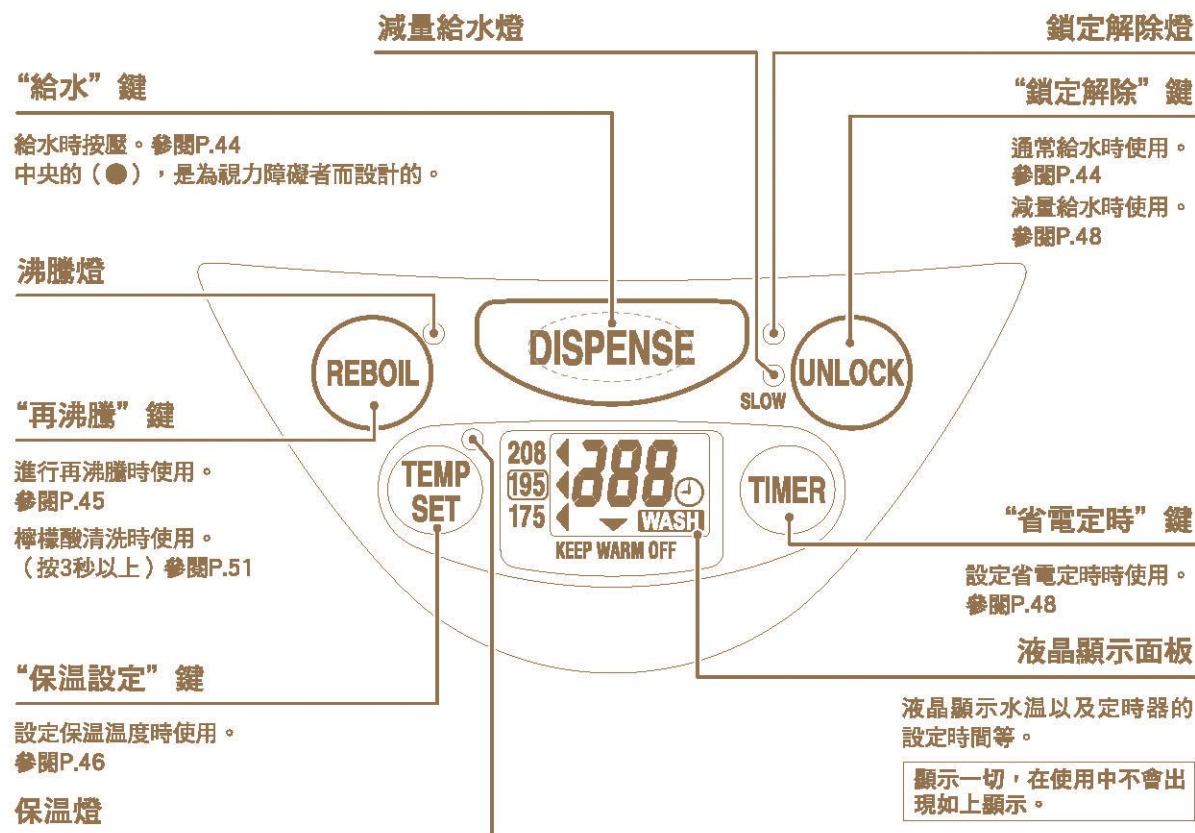 減量給水燈
鎖定解除燈
“給水”鍵
給水時按壓。參閱P.44
中央的（●），是為視力障礙者而設計的。
“鎖定解除”鍵
通常給水時使用。
參閱P.44
減量給水時使用。
參閱P.48
沸騰燈
DISPENSE
REBOIL
UNLOCK
SLOW
“再沸騰”鍵
進行再沸騰時使用。
參閱P.45
檸檬酸清洗時使用。
（按3秒以上）參閱P.51
TEMP
SET
208
195
175
288
WASH
KEEP WARM OFF
TIMER
“省電定時”鍵
設定省電定時時使用。
參閱P.48
液晶顯示面板
液晶顯示水温以及定時器的
設定時間等。
顯示一切，在使用中不會出
現如上顯示。
“保温設定”鍵
設定保温温度時使用。
參閱P.46
保温燈